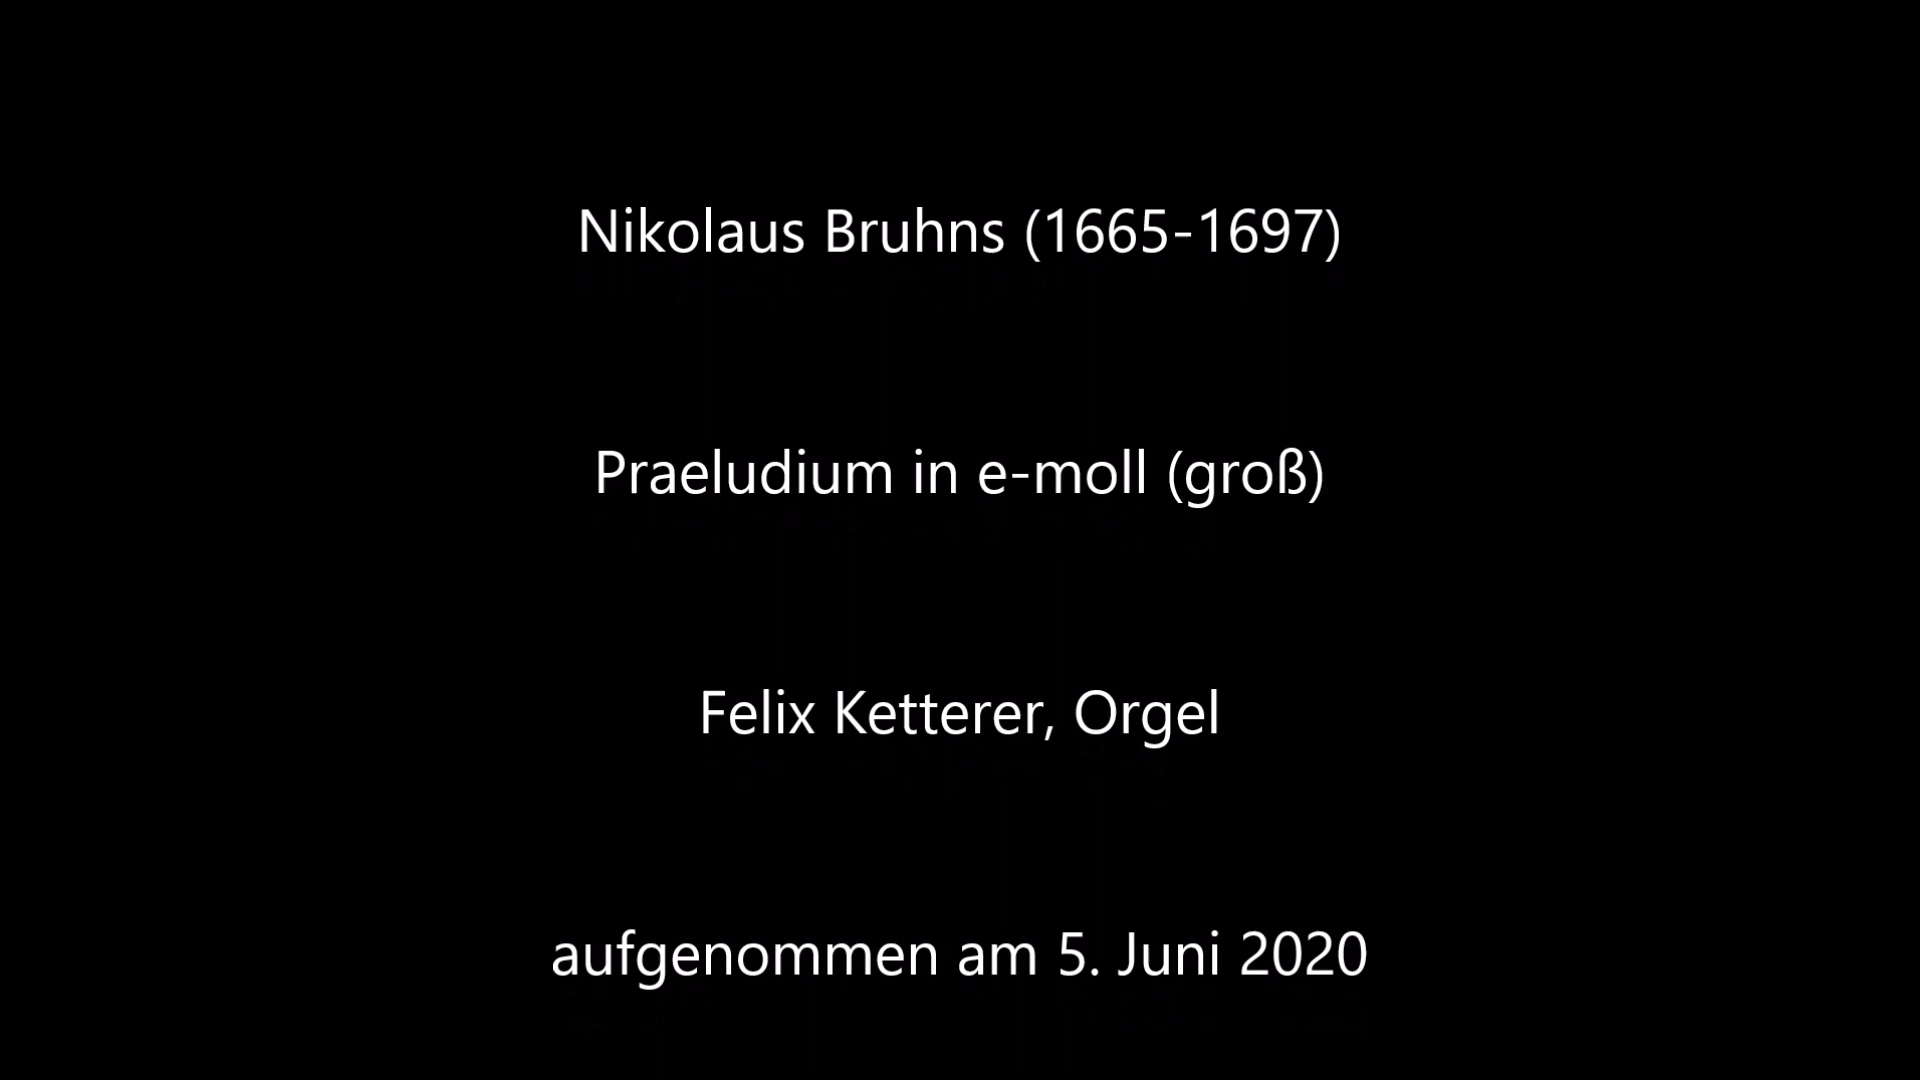 Nikolaus Bruhns (1665-1697)
Praeludium in e-moll (groß)
Felix Ketterer, Orgel
aufgenommen am 5. Juni 2020